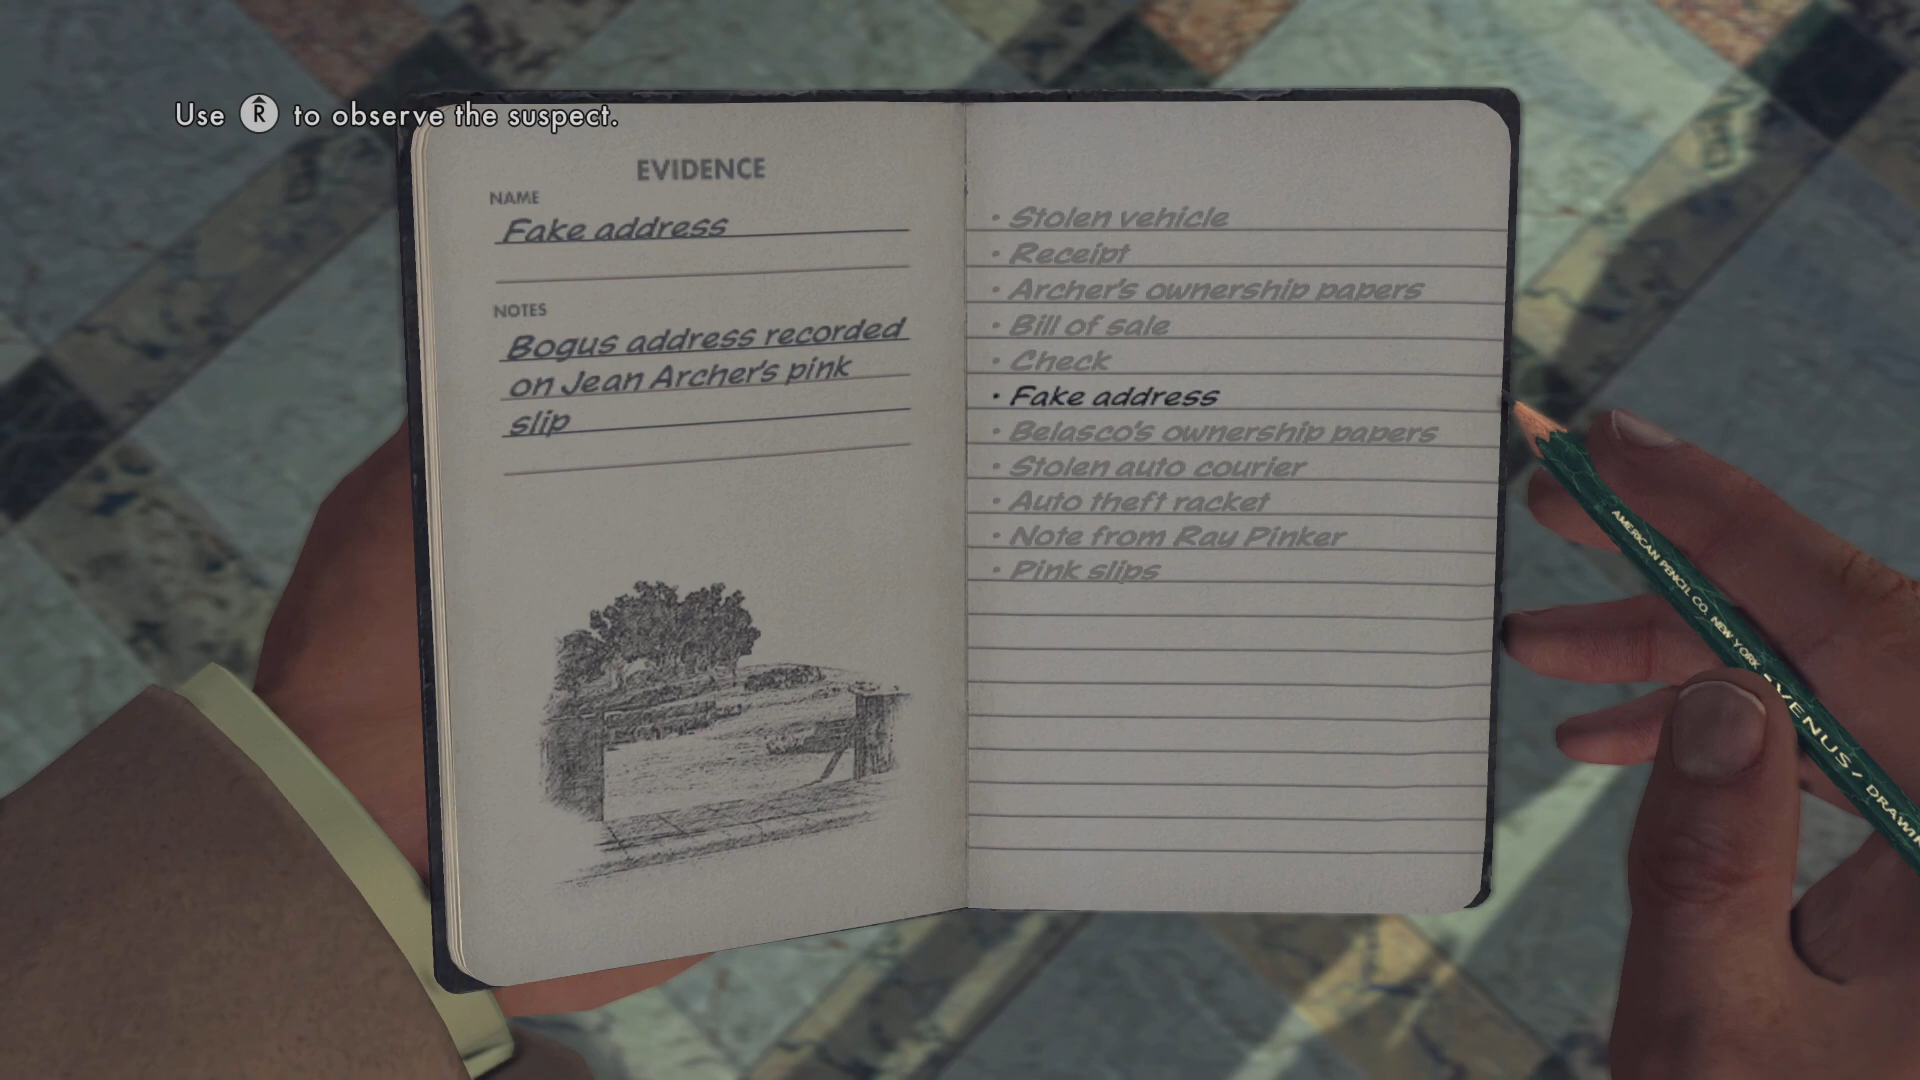 Use R to observe the suspect.
EVIDENCE
NAME
Fake address
NOTES
Bogus address recorded
on Jean Archer's pink
slip
• Stolen vehicle
• Receipt
• Archer's ownership papers
• Bill of sale
• Check
• Fake address
• Belasco's ownership papers
• Stolen auto courier
• Auto theft racket
• Note from Ray Pinker
• Pink slips
AMERICAN PENCIL CO. NEW YORK "VENUS" DRAWI